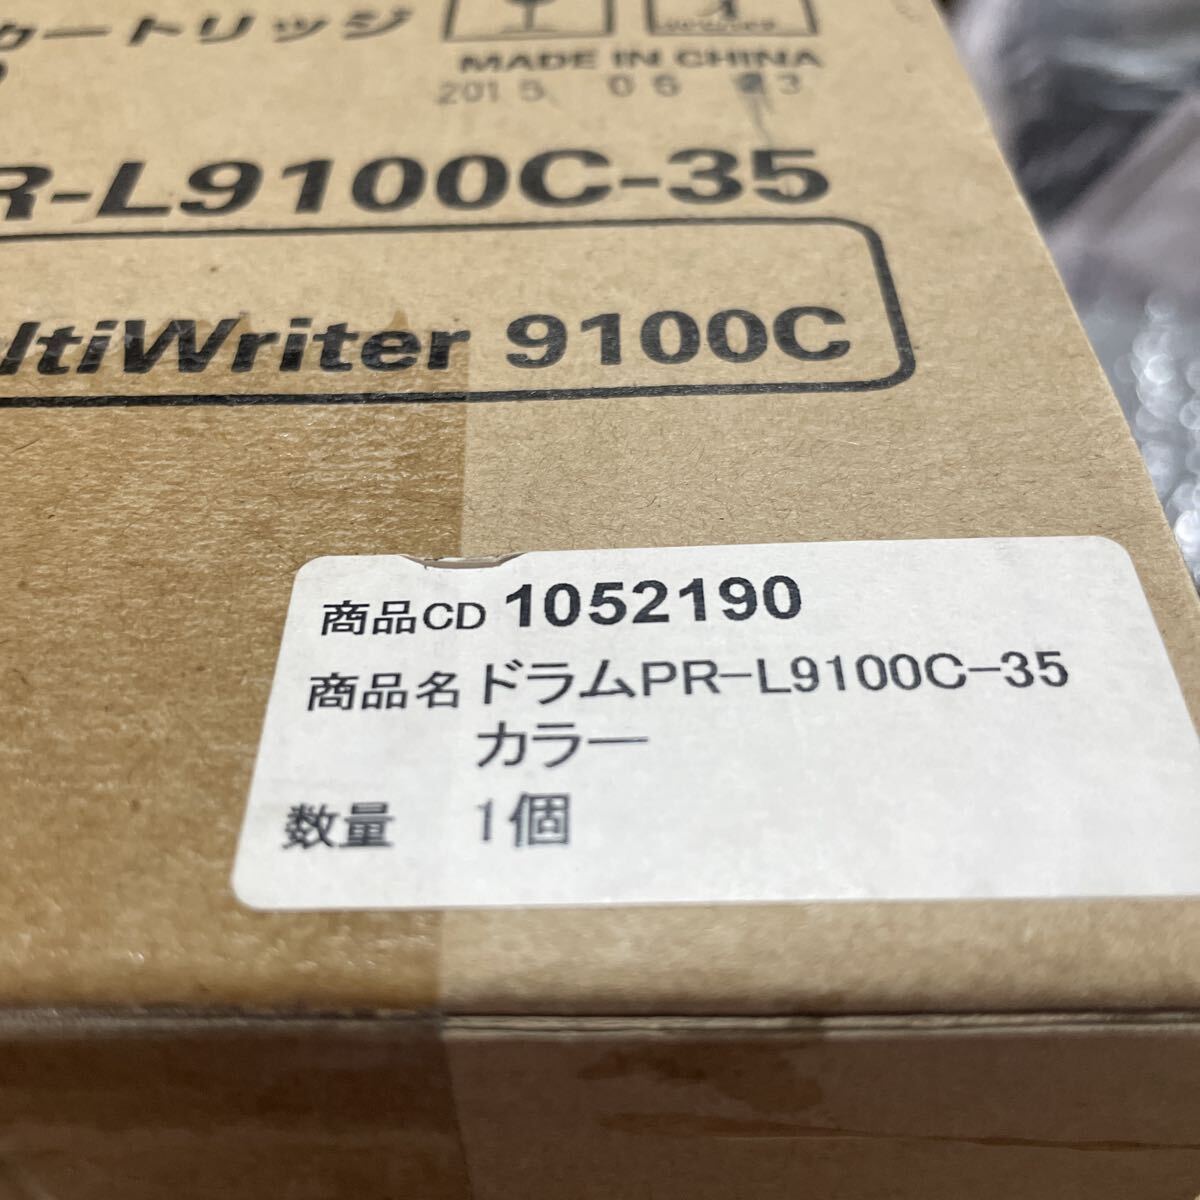 カートリッジ
MADE IN CHINA
2015 06 23
R-L9100C-35
ltiWriter 9100C
商品CD 1052190
商品名 ドラムPR-L9100C-35
カラー
数量 1個